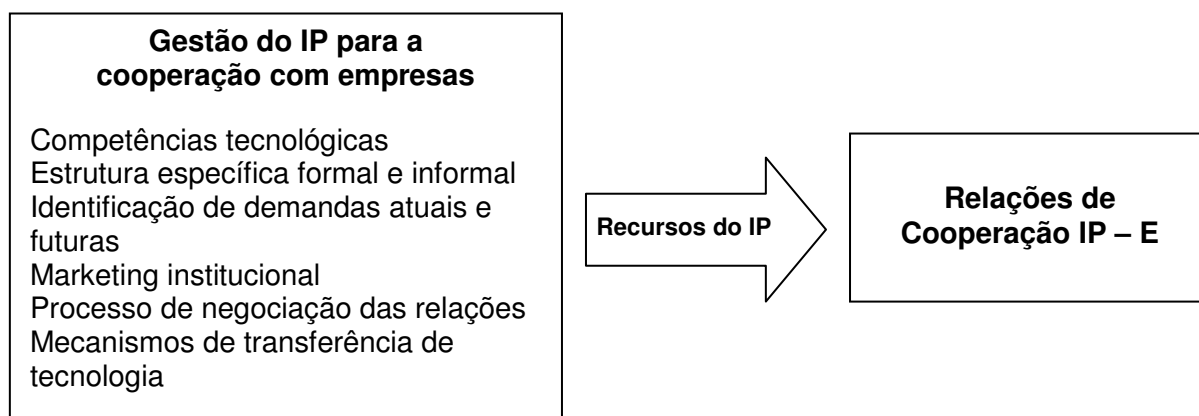 Gestão do IP para a
cooperação com empresas
Competências tecnológicas
Estrutura específica formal e informal
Identificação de demandas atuais e
futuras
Marketing institucional
Processo de negociação das relações
Mecanismos de transferência de
tecnologia
Recursos do IP
Relações de
Cooperação IP – E